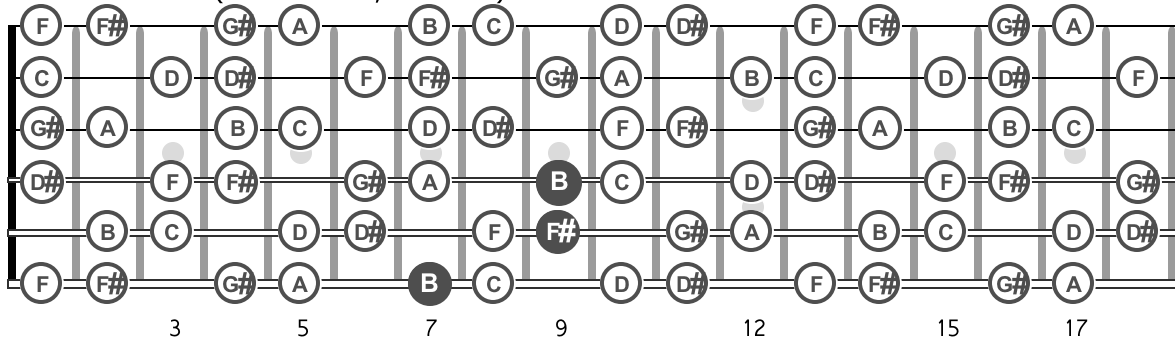 F F# G# A B C D D# F F# G# A
C D D# F F# G# A B C D D# F
G# A B C D D# F F# G# A B C
D# F F# G# A B C D D# F F# G#
B C D D# F F# G# A B C D D#
F F# G# A B C D D# F F# G# A
3 5 7 9 12 15 17